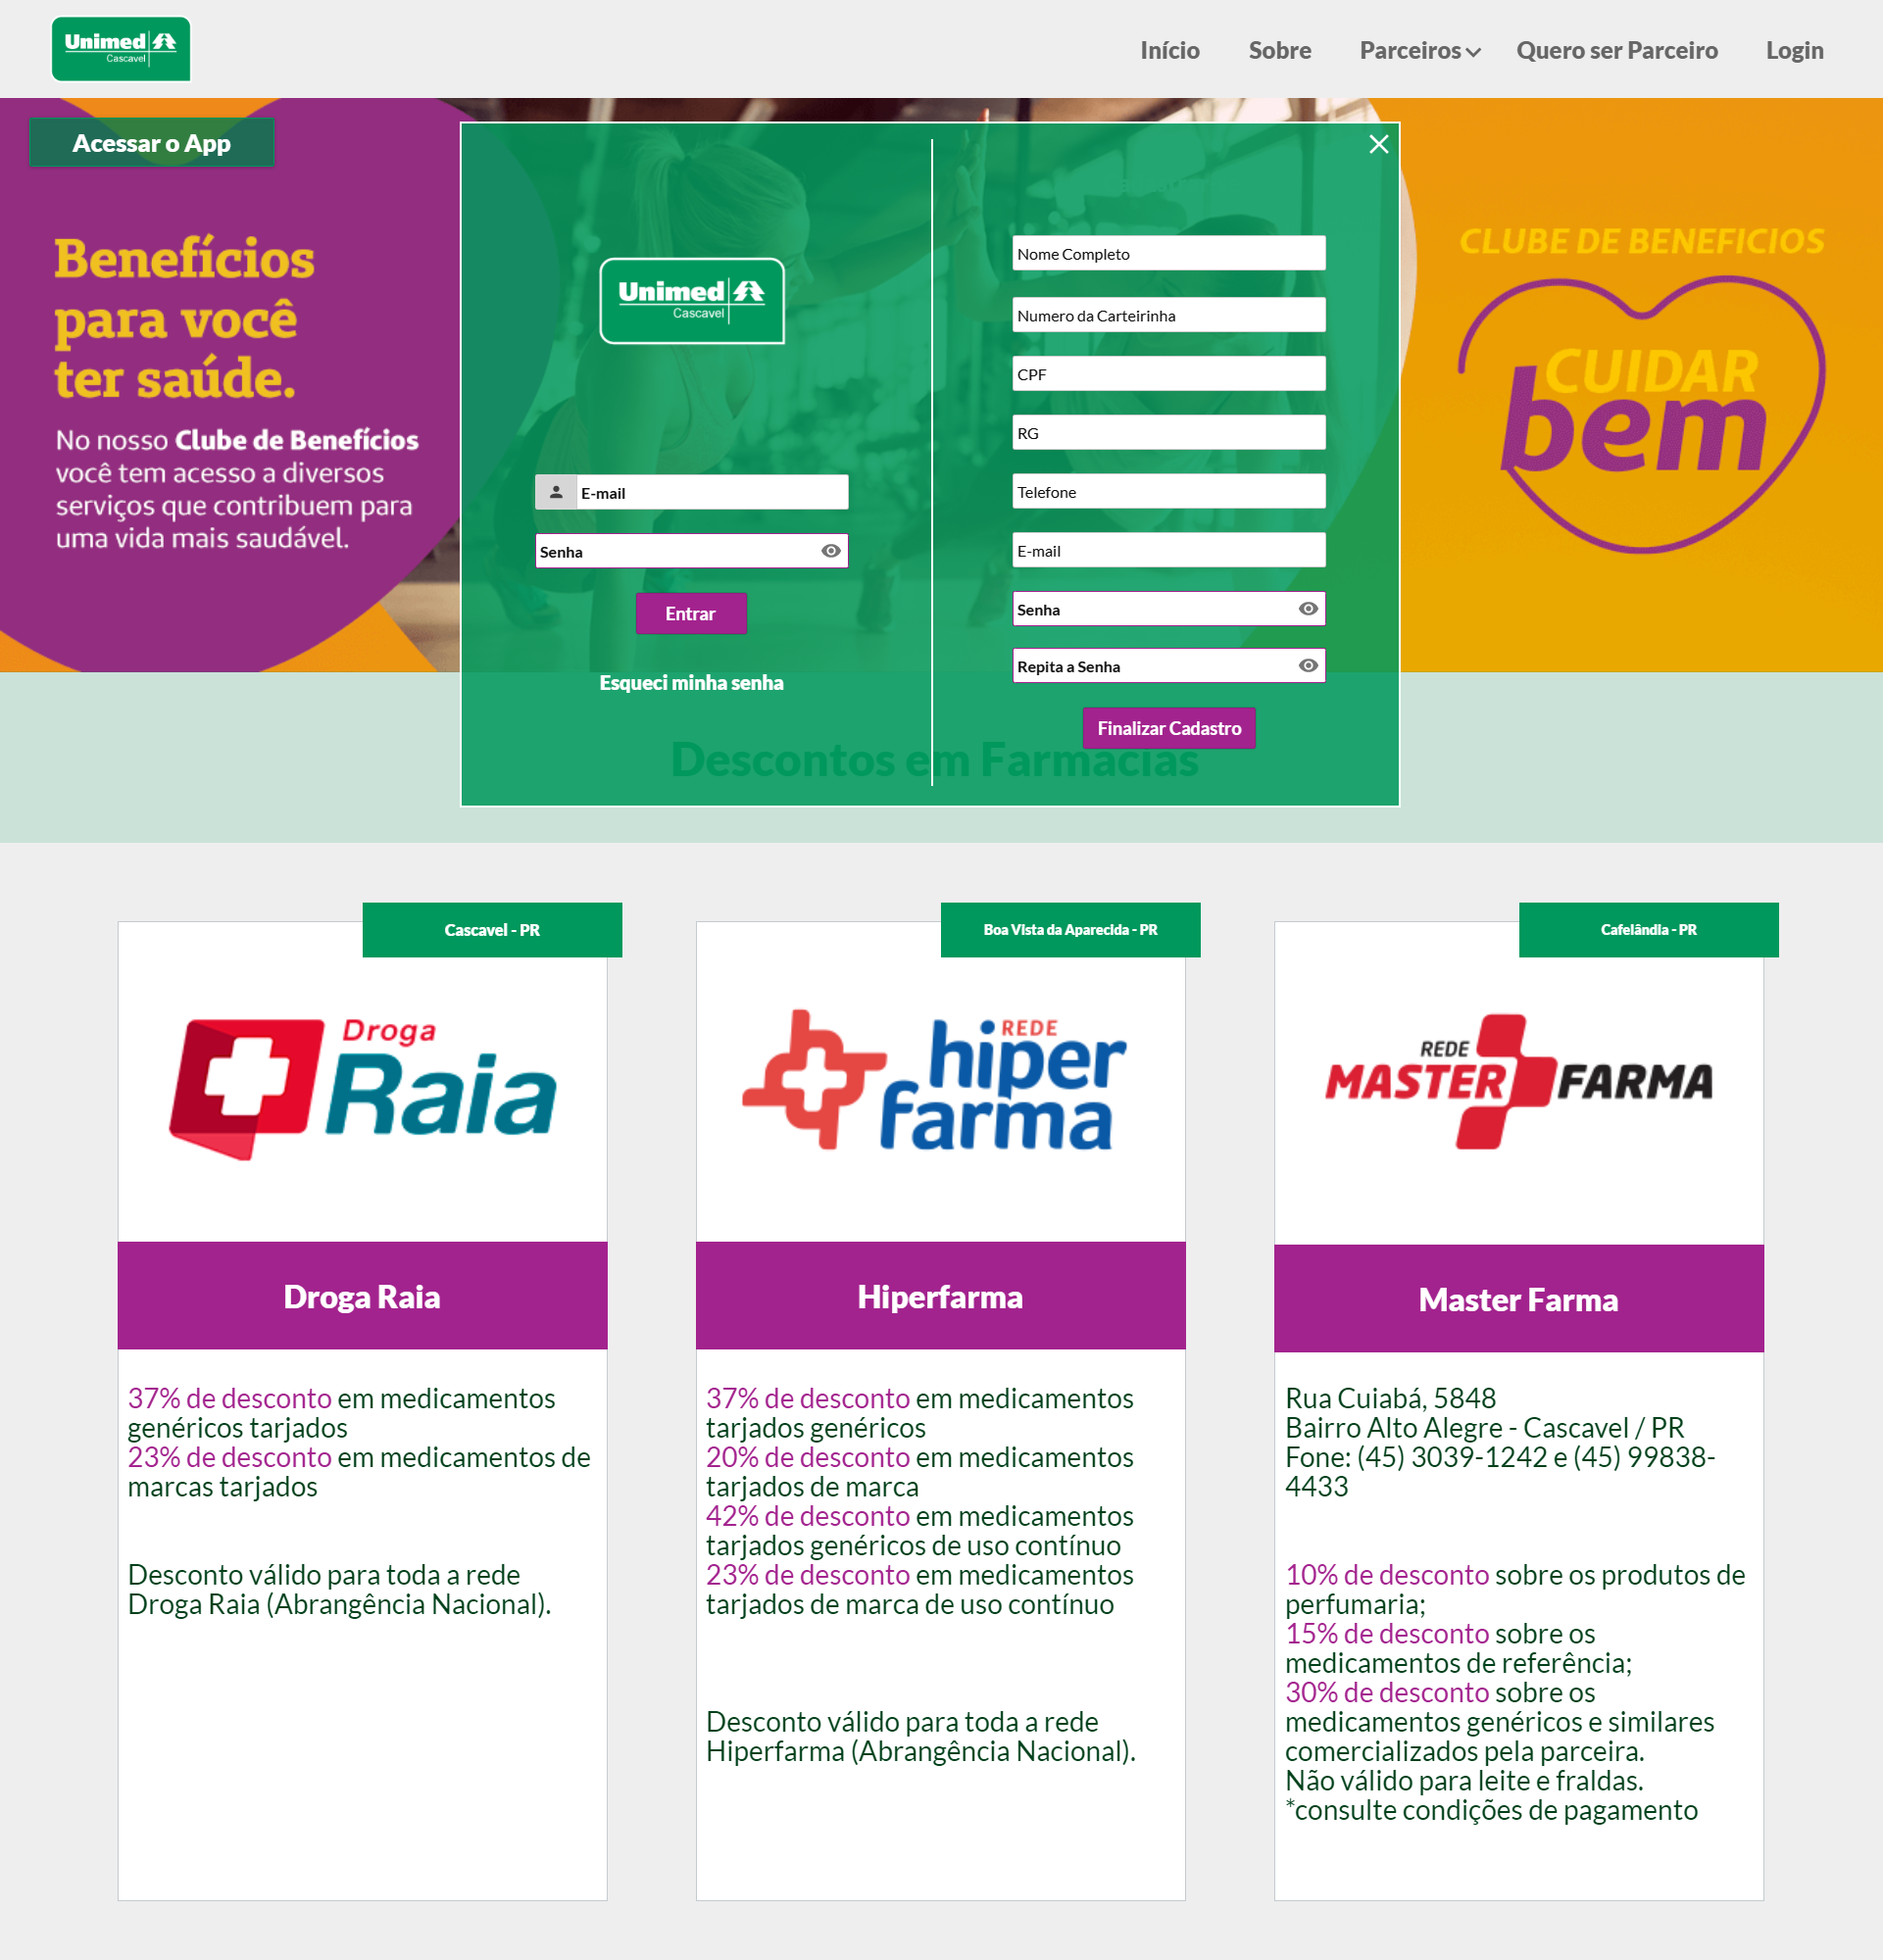 Unimed
Cascavel
Início
Sobre
Parceiros
Quero ser Parceiro
Login
Acessar o App
Benefícios
para você
ter saúde.
No nosso Clube de Benefícios
você tem acesso a diversos
serviços que contribuem para
uma vida mais saudável.
Unimed
Cascavel
E-mail
Senha
Entrar
Esqueci minha senha
Nome Completo
Numero da Carteirinha
CPF
RG
Telefone
E-mail
Senha
Repita a Senha
Finalizar Cadastro
CLUBE DE BENEFICIOS
CUIDAR
bem
Descontos em Farmácias
Cascavel - PR
Droga
Raia
Droga Raia
37% de desconto em medicamentos
genéricos tarjados
23% de desconto em medicamentos de
marcas tarjados
Desconto válido para toda a rede
Droga Raia (Abrangência Nacional).
Boa Vista da Aparecida - PR
REDE
hiper
farma
Hiperfarma
37% de desconto em medicamentos
tarjados genéricos
20% de desconto em medicamentos
tarjados de marca
42% de desconto em medicamentos
tarjados genéricos de uso contínuo
23% de desconto em medicamentos
tarjados de marca de uso contínuo
Desconto válido para toda a rede
Hiperfarma (Abrangência Nacional).
Cafelândia - PR
REDE
MASTER FARMA
Master Farma
Rua Cuiabá, 5848
Bairro Alto Alegre - Cascavel / PR
Fone: (45) 3039-1242 e (45) 99838-
4433
10% de desconto sobre os produtos de
perfumaria;
15% de desconto sobre os
medicamentos de referência;
30% de desconto sobre os
medicamentos genéricos e similares
comercializados pela parceira.
Não válido para leite e fraldas.
*consulte condições de pagamento